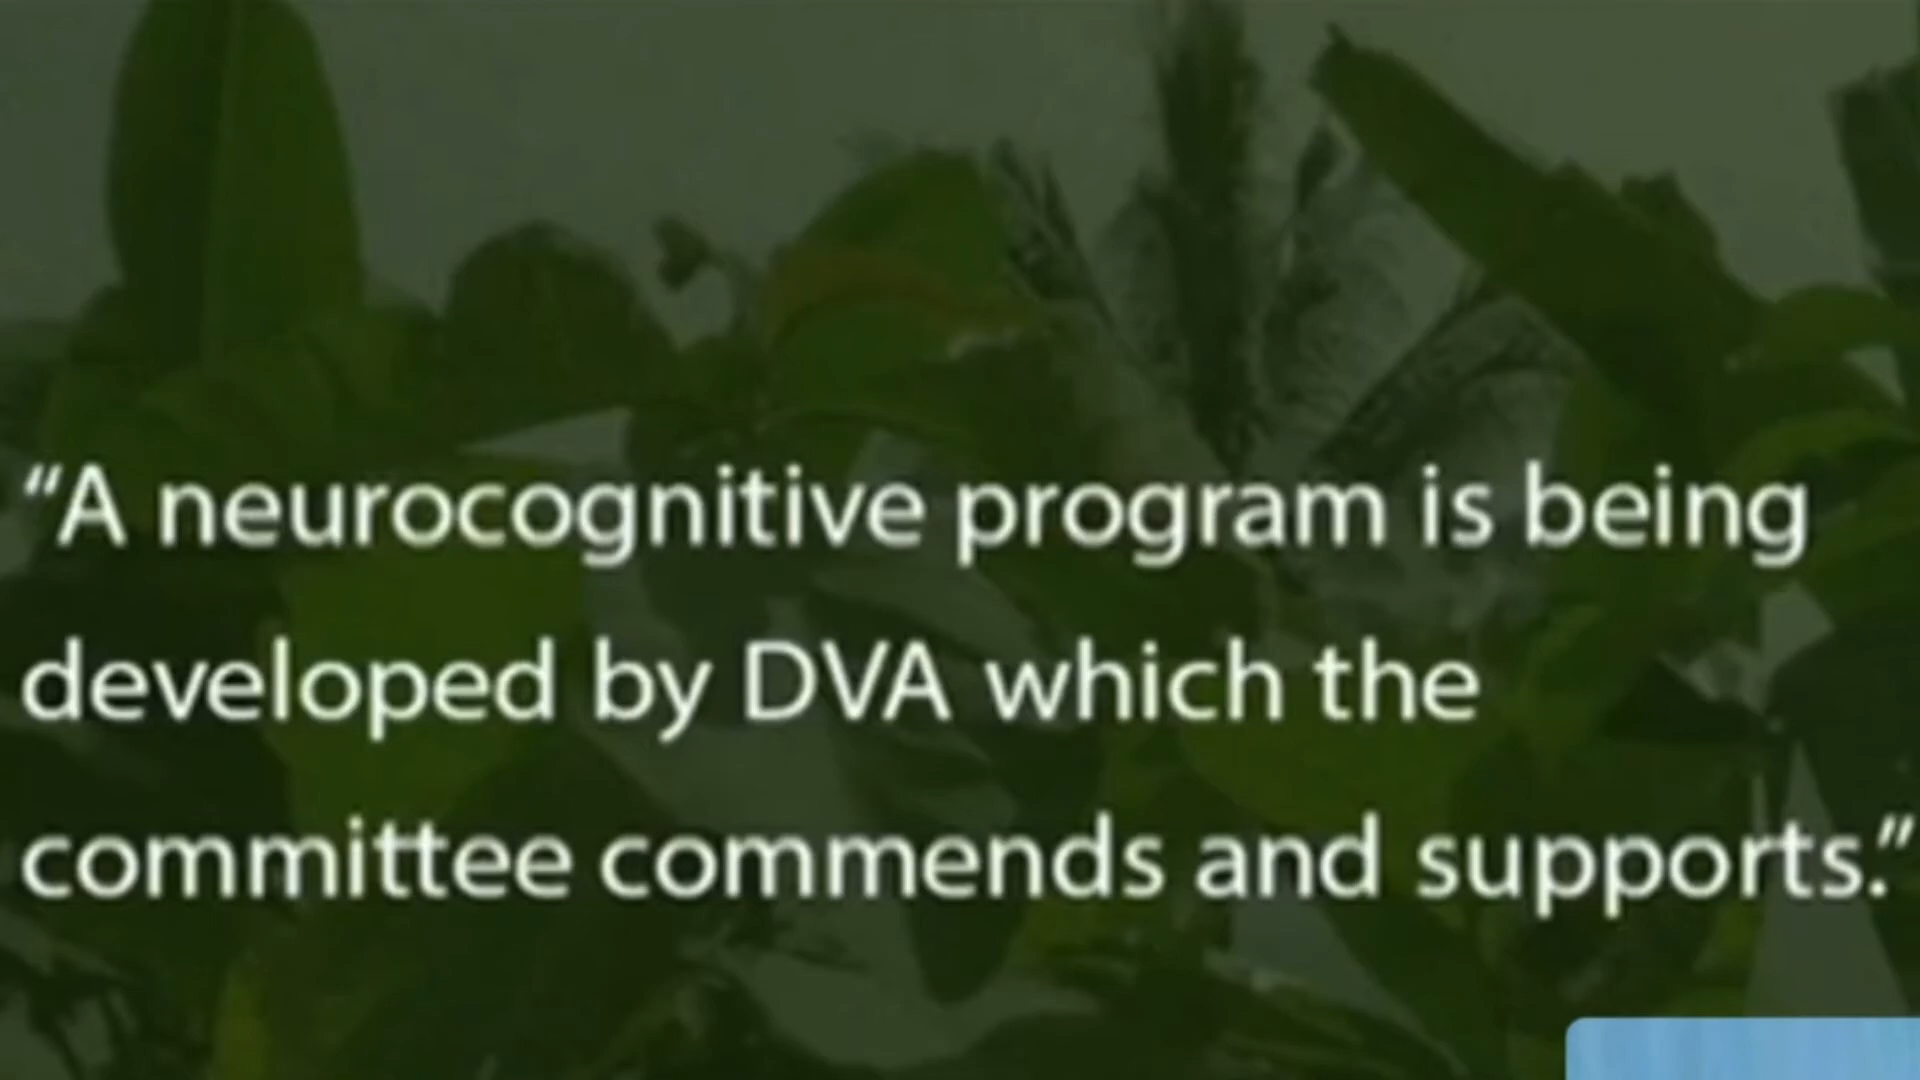 “A neurocognitive program is being
developed by DVA which the
committee commends and supports.”